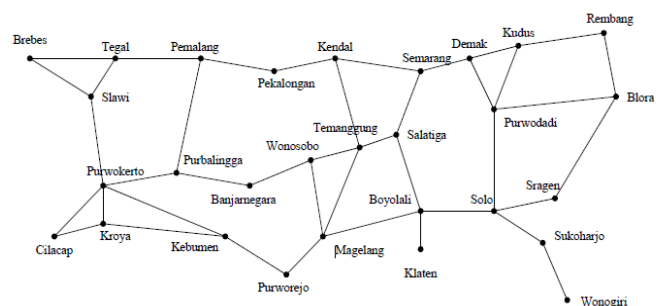 Rembang
Kudus
Brebes
Tegal
Pemalang
Kendal
Demak
Semarang
Pekalongan
Slawi
Blora
Purwodadi
Temanggung
Salatiga
Wonosobo
Purbalingga
Purwokerto
Banjarnegara
Sragen
Boyolali
Solo
Cilacap
Kroya
Kebumen
Magelang
Sukoharjo
Klaten
Purworejo
Wonogiri